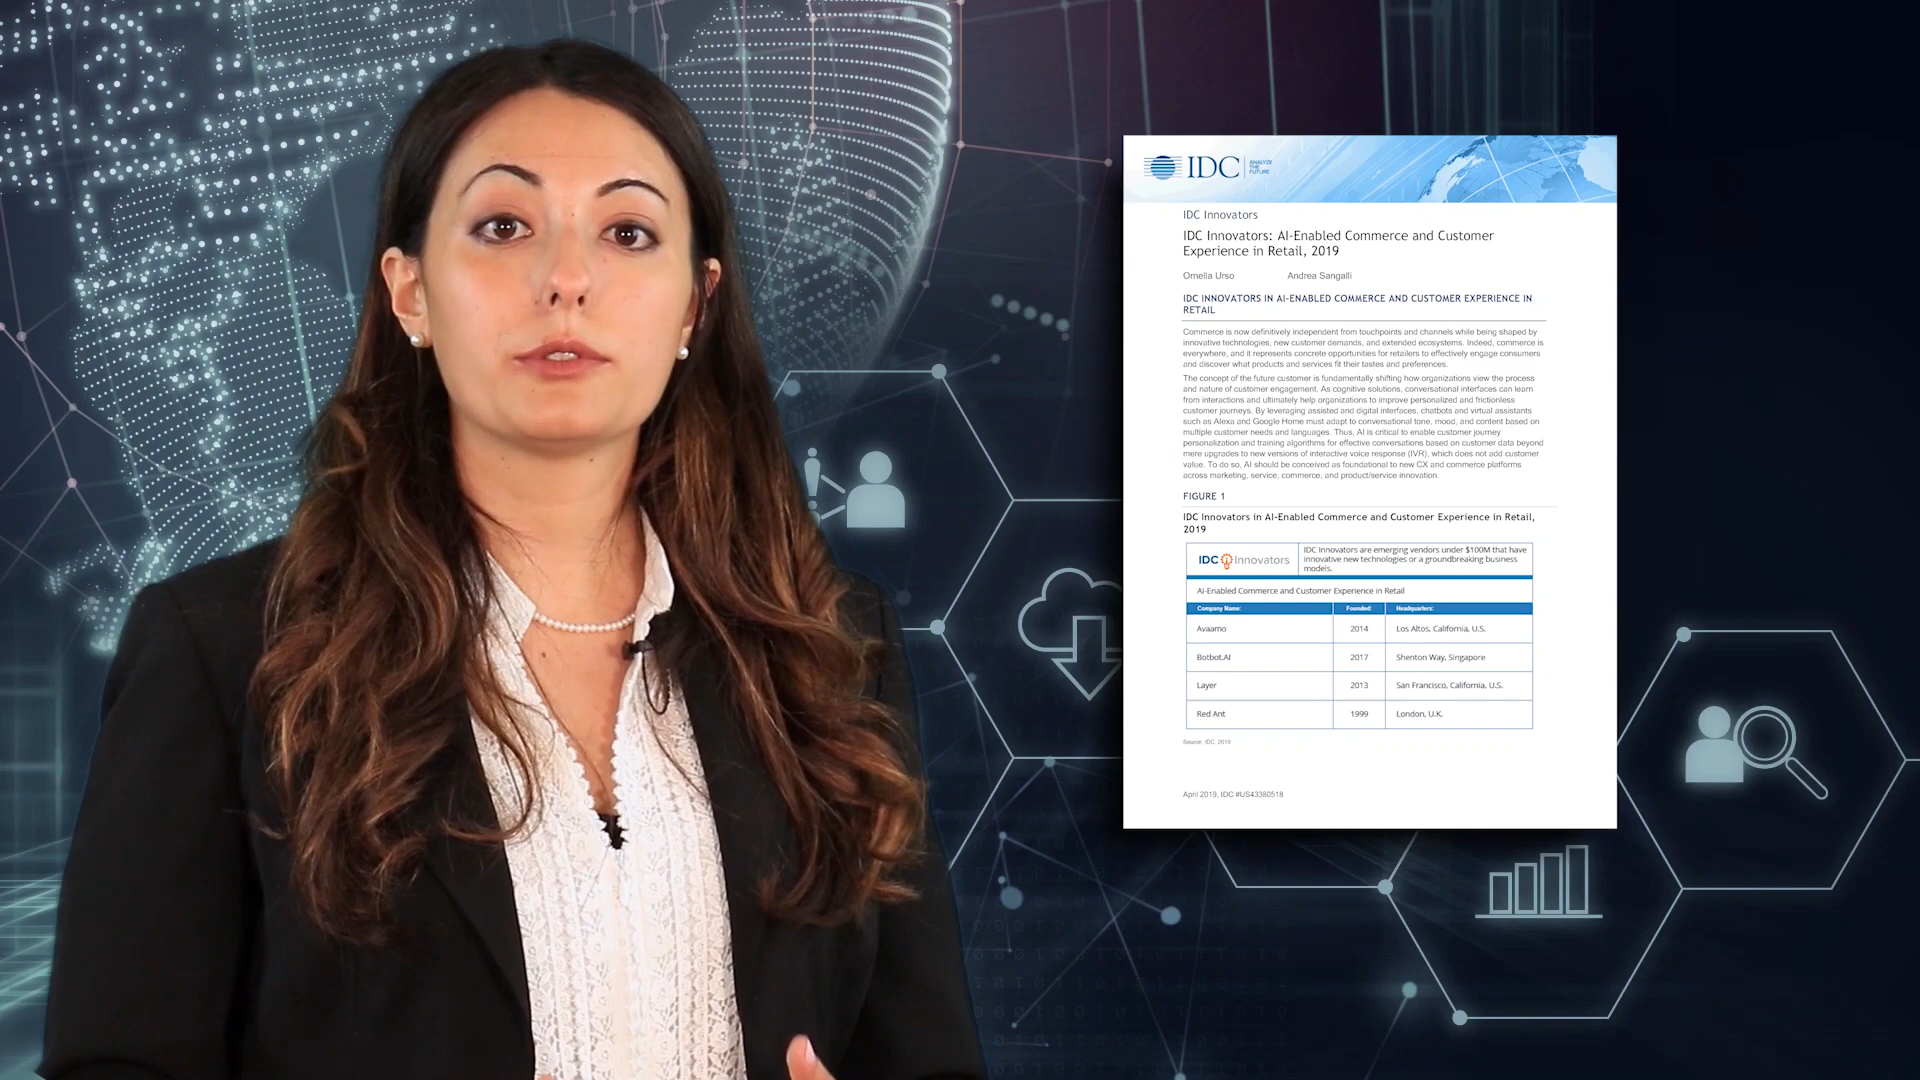 IDC ANALYZE
THE
FUTURE
IDC Innovators
IDC Innovators: AI-Enabled Commerce and Customer
Experience in Retail, 2019
Ornella Urso Andrea Sangalli
IDC INNOVATORS IN AI-ENABLED COMMERCE AND CUSTOMER EXPERIENCE IN
RETAIL
Commerce is now definitively independent from touchpoints and channels while being shaped by
innovative technologies, new customer demands, and extended ecosystems. Indeed, commerce is
everywhere, and it represents concrete opportunities for retailers to effectively engage consumers
and discover what products and services fit their tastes and preferences.
The concept of the future customer is fundamentally shifting how organizations view the process
and nature of customer engagement. As cognitive solutions, conversational interfaces can learn
from interactions and ultimately help organizations to improve personalized and frictionless
customer journeys. By leveraging assisted and digital interfaces, chatbots and virtual assistants
such as Alexa and Google Home must adapt to conversational tone, mood, and content based on
multiple customer needs and languages. Thus, AI is critical to enable customer journey
personalization and training algorithms for effective conversations based on customer data beyond
mere upgrades to new versions of interactive voice response (IVR), which does not add customer
value. To do so, AI should be conceived as foundational to new CX and commerce platforms
across marketing, service, commerce, and product/service innovation.
FIGURE 1
IDC Innovators in AI-Enabled Commerce and Customer Experience in Retail,
2019
IDC Innovators
IDC Innovators are emerging vendors under $100M that have
innovative new technologies or a groundbreaking business
models.
AI-Enabled Commerce and Customer Experience in Retail
Company Name: Founded: Headquarters:
Avaamo 2014 Los Altos, California, U.S.
Botbot.AI 2017 Shenton Way, Singapore
Layer 2013 San Francisco, California, U.S.
Red Ant 1999 London, U.K.
Source: IDC, 2019
April 2019, IDC #US43380518